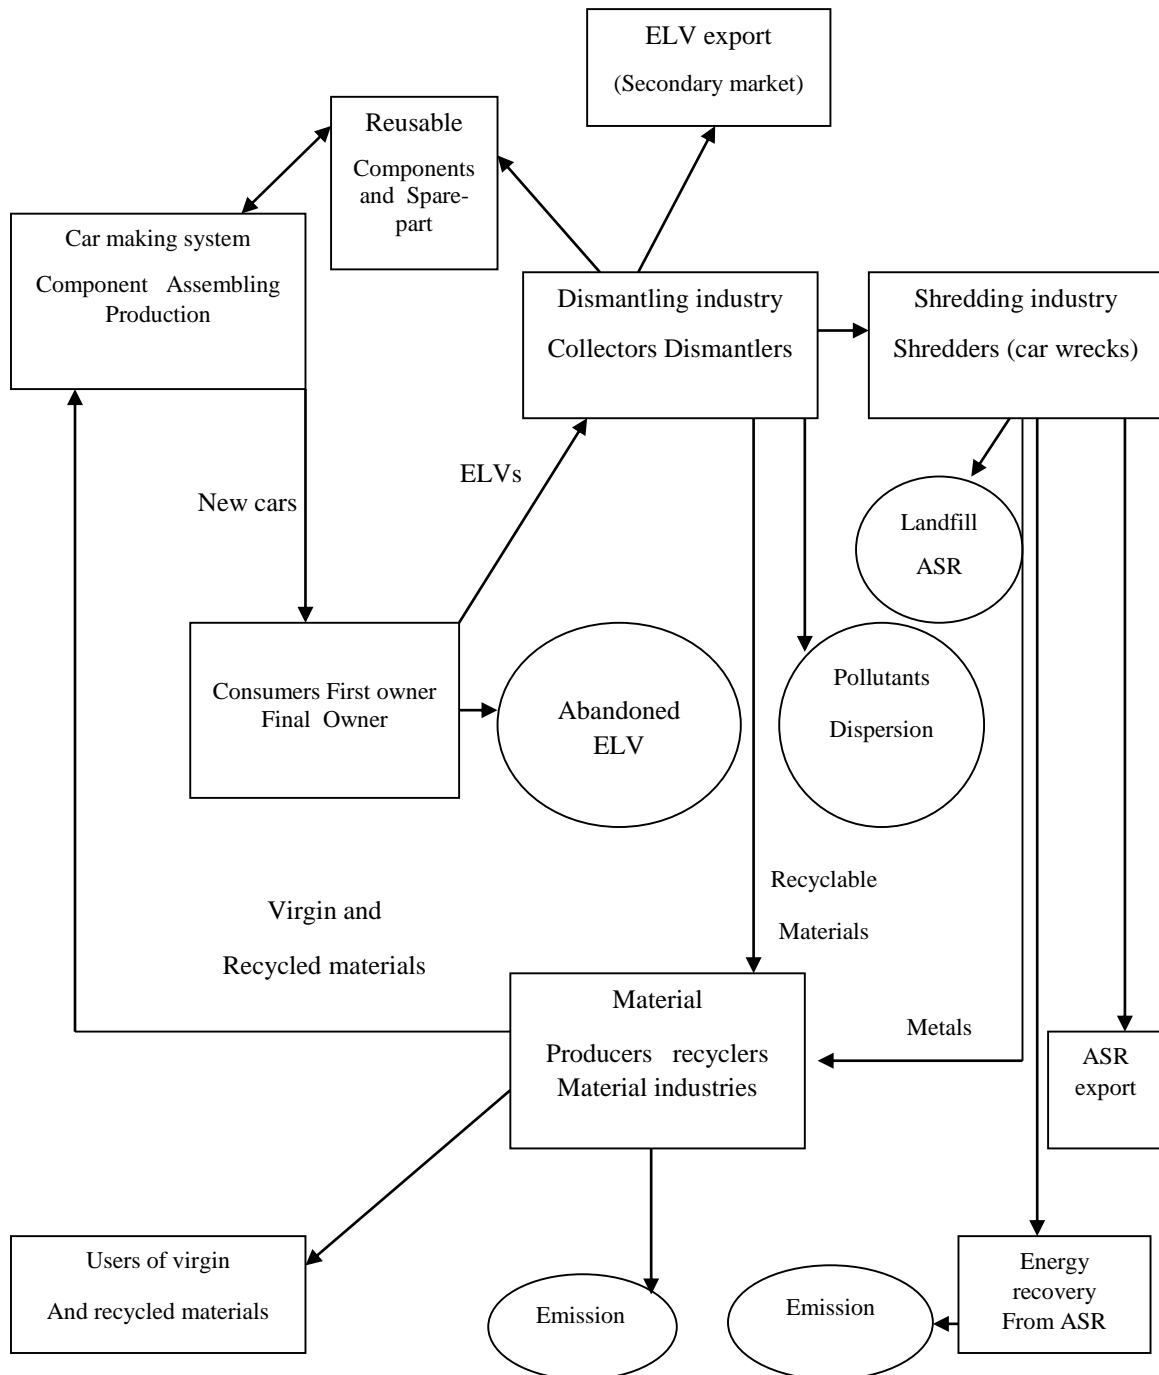 ELV export
(Secondary market)
Reusable
Components
and Spare-
part
Car making system
Component Assembling
Production
Dismantling industry
Collectors Dismantlers
Shredding industry
Shredders (car wrecks)
ELVs
New cars
Landfill
ASR
Consumers First owner
Final Owner
Abandoned
ELV
Pollutants
Dispersion
Recyclable
Materials
Virgin and
Recycled materials
Material
Producers recyclers
Material industries
Metals
ASR
export
Users of virgin
And recycled materials
Emission
Emission
Energy
recovery
From ASR